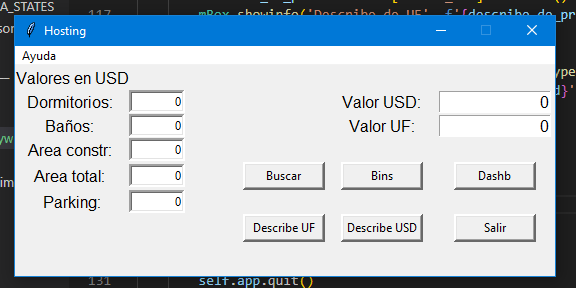 A_STATES
117
mBox.showinfo('Describe de UF', f'{describe_de_pr
Hosting
Ayuda
Valores en USD
Dormitorios: 0
Valor USD: 0
Baños: 0
Valor UF: 0
Area constr: 0
Area total: 0
Parking: 0
Buscar Bins Dashb
Describe UF Describe USD Salir
131 self.app.quit()